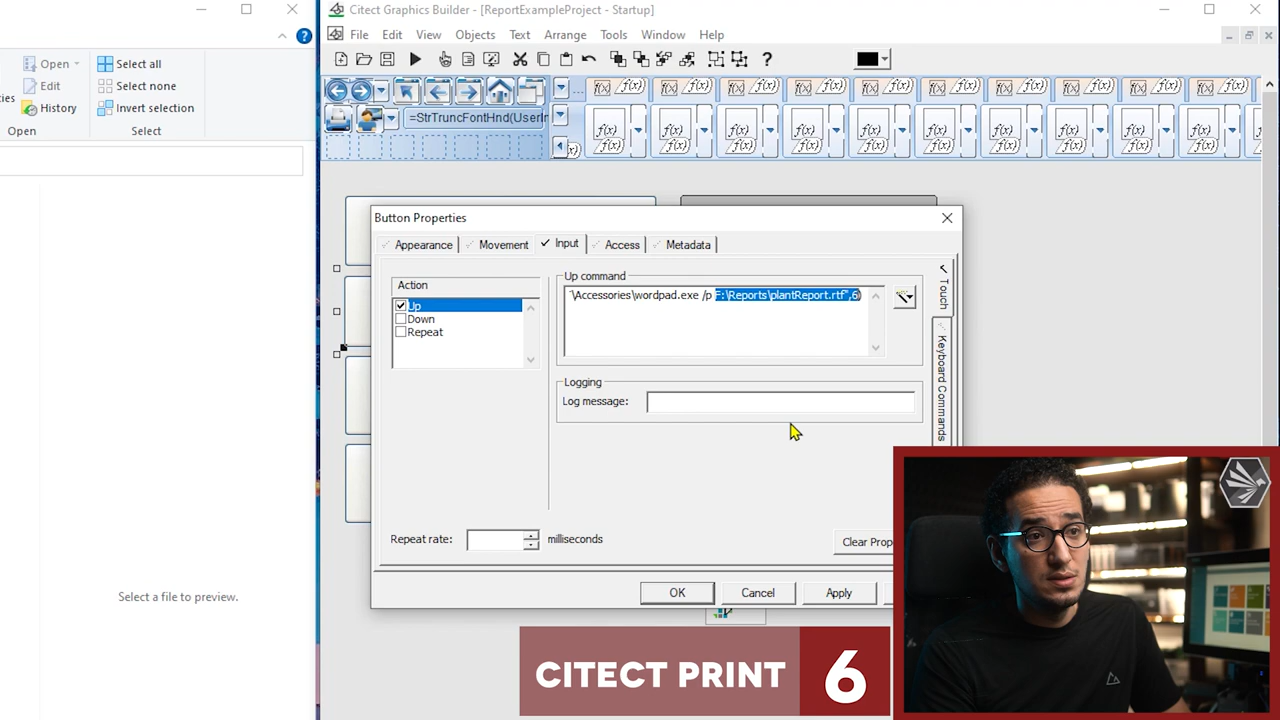 Citect Graphics Builder - [ReportExampleProject - Startup]
File Edit View Objects Text Arrange Tools Window Help
Open
Edit
History
Open
Select all
Select none
Invert selection
Select
=StrTruncFontHnd(UserIn
Button Properties
Appearance Movement Input Access Metadata
Action
Up
Down
Repeat
Up command
\Accessories\wordpad.exe /p F:\Reports\plantReport.rtf",6)
Touch
Keyboard Commands
Logging
Log message:
Repeat rate:
milliseconds
Clear Prop
OK
Cancel
Apply
Select a file to preview.
CITECT PRINT 6